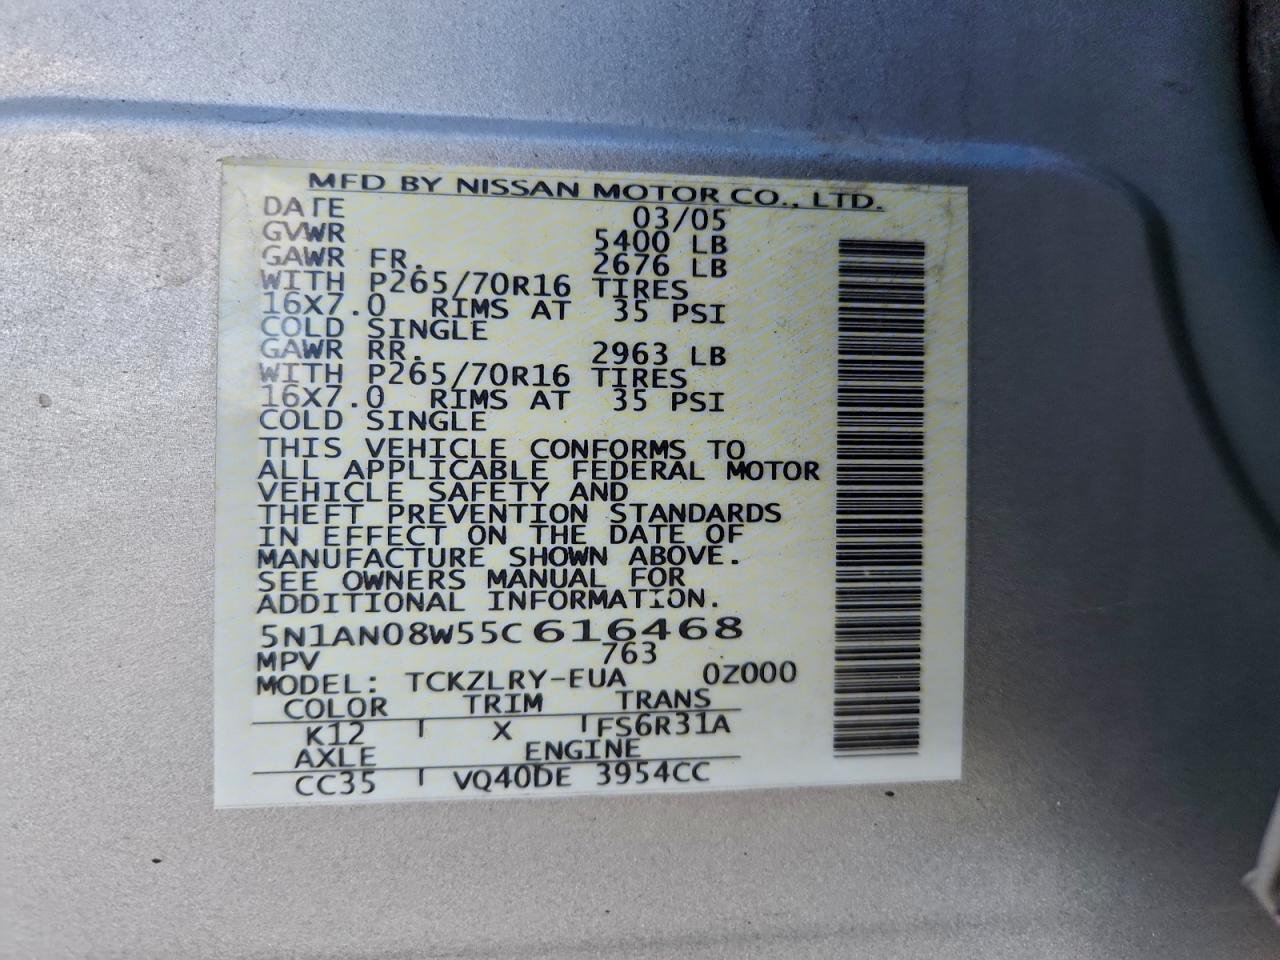 MFD BY NISSAN MOTOR CO., LTD.
DATE 03/05
GVWR 5400 LB
GAWR FR. 2676 LB
WITH P265/70R16 TIRES
16X7.0 RIMS AT 35 PSI
COLD SINGLE
GAWR RR. 2963 LB
WITH P265/70R16 TIRES
16X7.0 RIMS AT 35 PSI
COLD SINGLE
THIS VEHICLE CONFORMS TO
ALL APPLICABLE FEDERAL MOTOR
VEHICLE SAFETY AND
THEFT PREVENTION STANDARDS
IN EFFECT ON THE DATE OF
MANUFACTURE SHOWN ABOVE.
SEE OWNERS MANUAL FOR
ADDITIONAL INFORMATION.
5N1AN08W55C616468
MPV 763
MODEL: TCKZLRY-EUA 0Z000
COLOR TRIM TRANS
K12 X FS6R31A
AXLE ENGINE
CC35 VQ40DE 3954CC